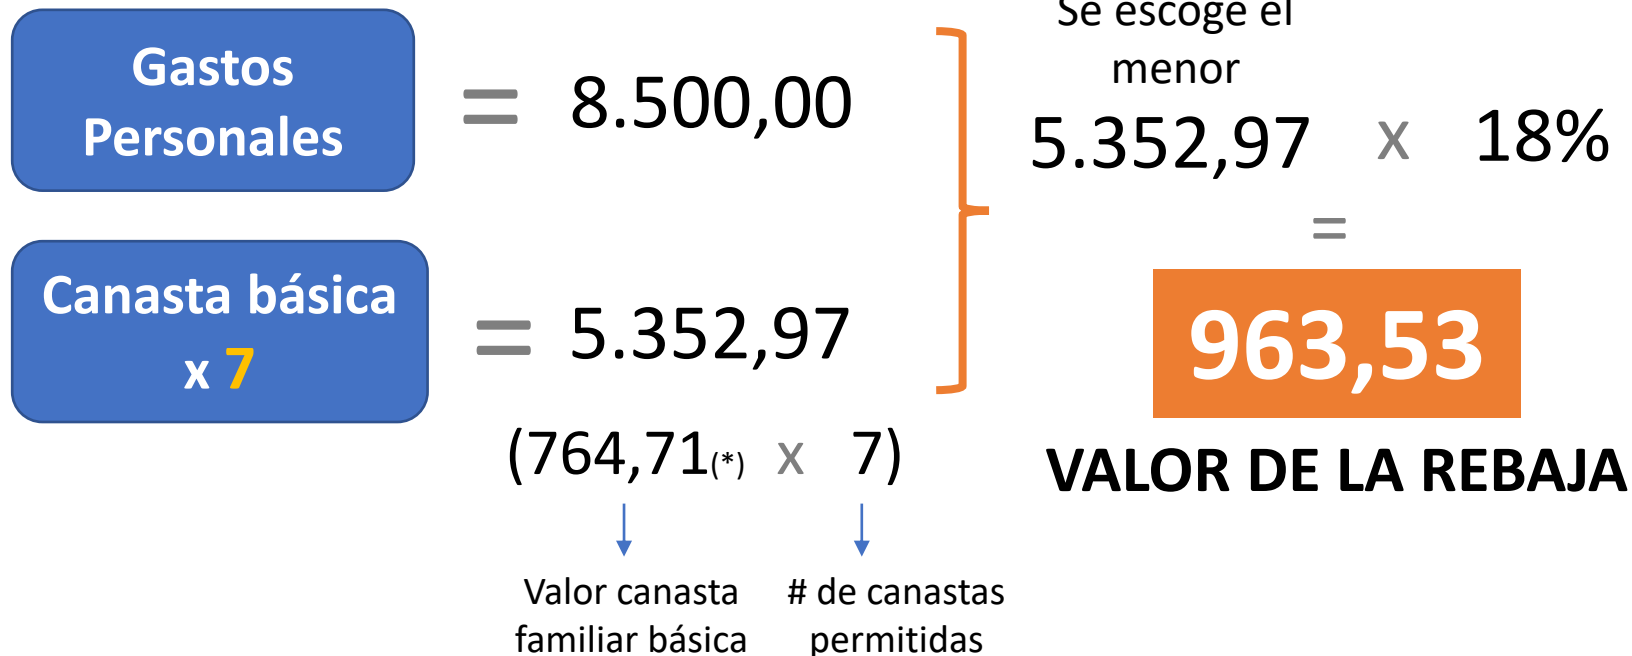 Gastos
Personales
= 8.500,00
Canasta básica
x 7
= 5.352,97
(764,71(*) x 7)
Valor canasta
familiar básica
# de canastas
permitidas
Se escoge el
menor
5.352,97 x 18%
=
963,53
VALOR DE LA REBAJA